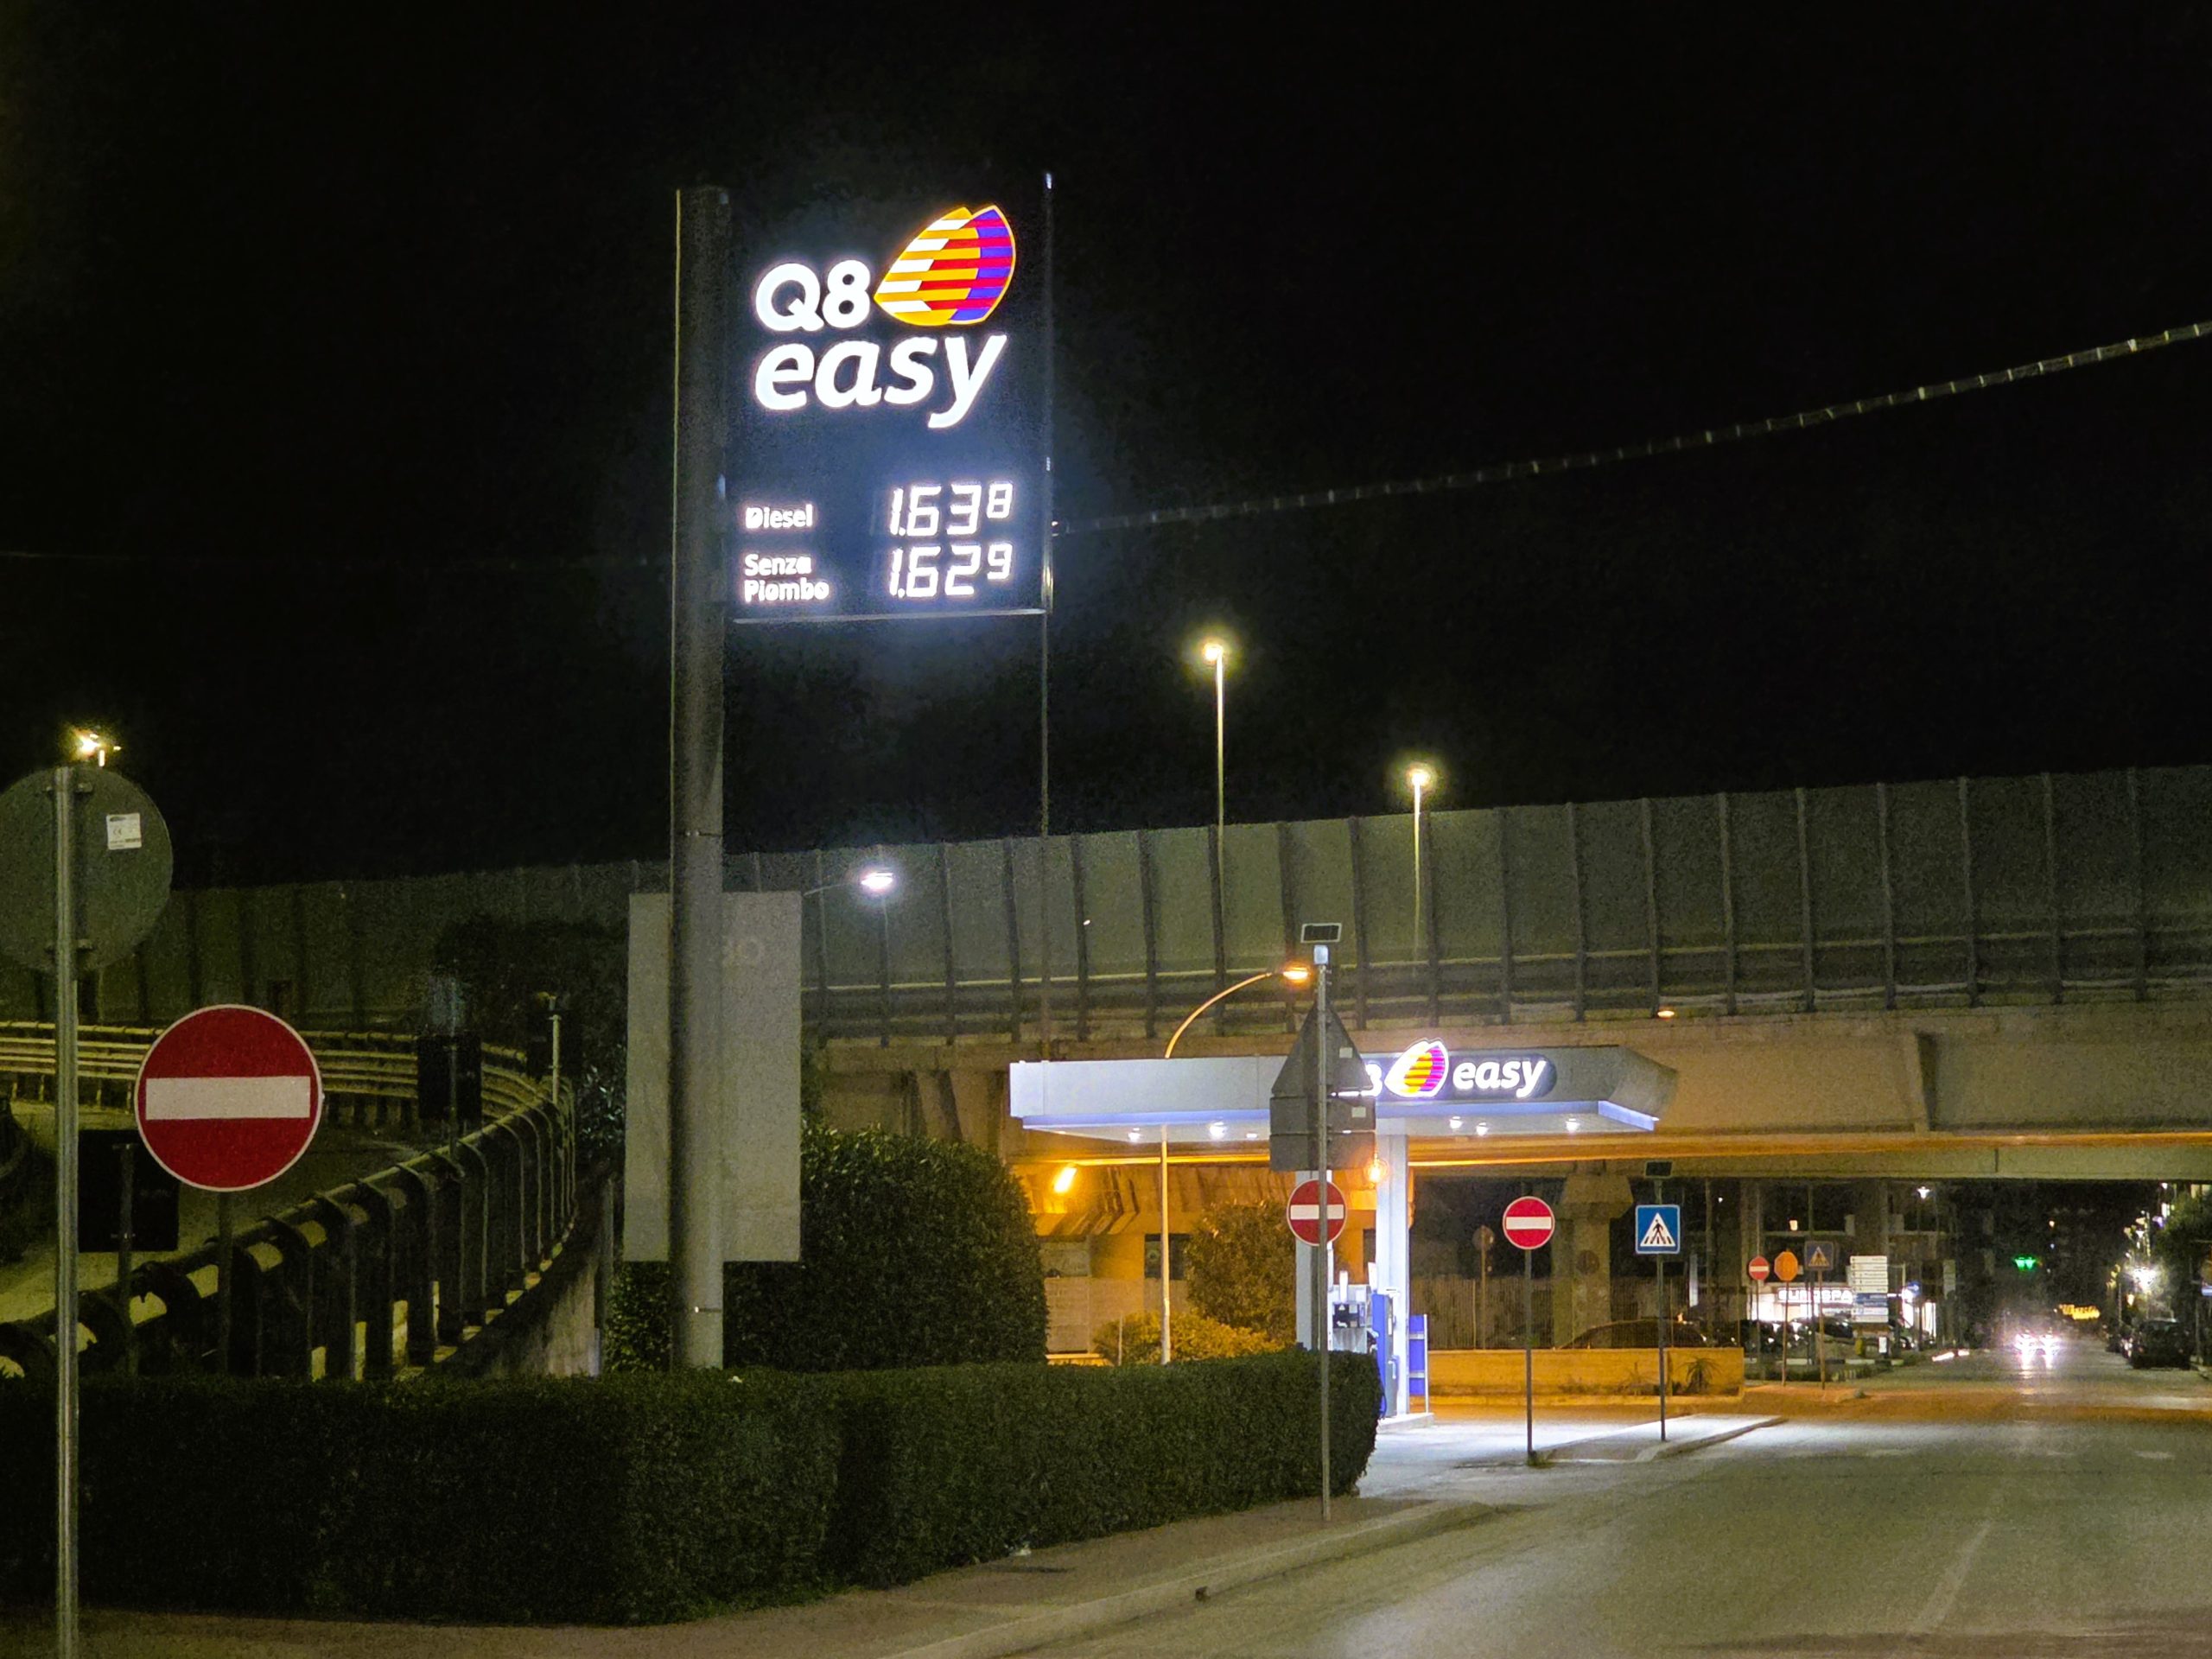 Q8
easy
Diesel 1.638
Senza
Piombo 1.629
easy